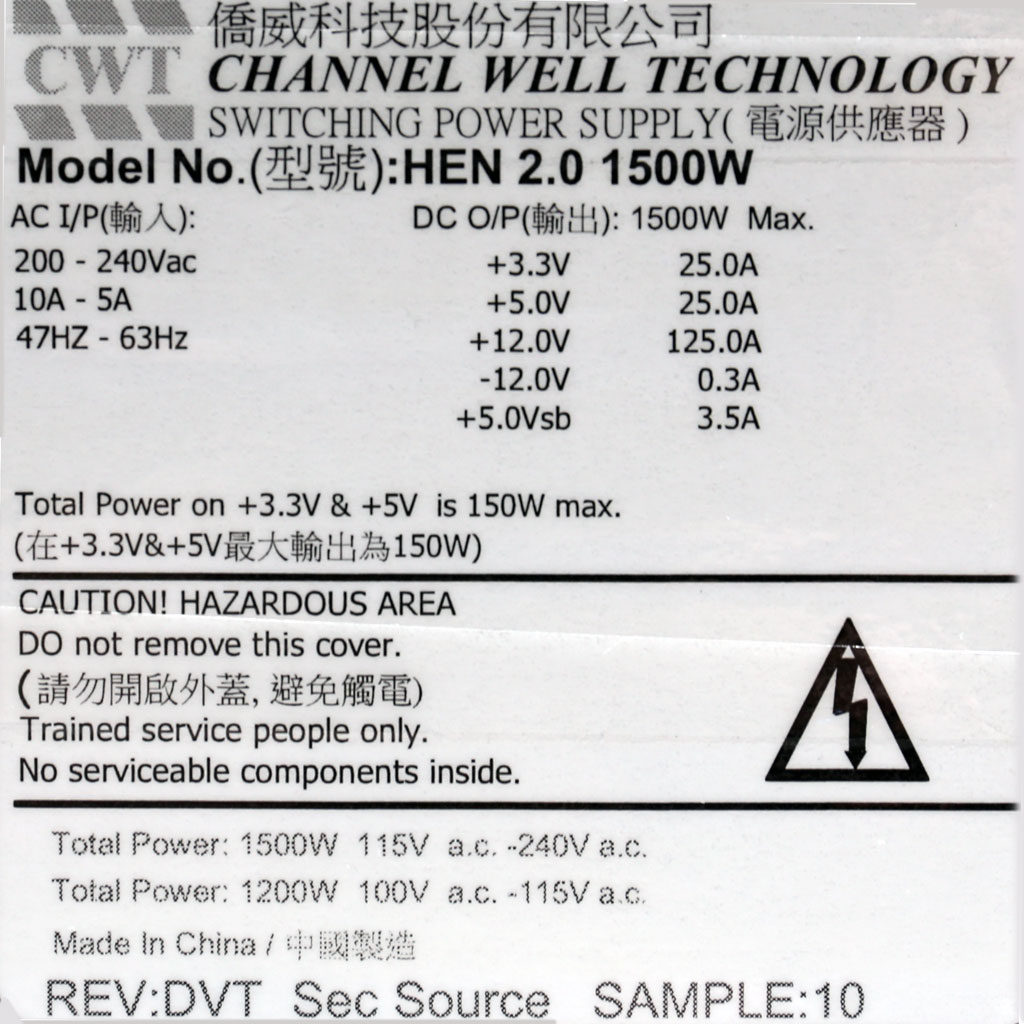 僑威科技股份有限公司
CWT CHANNEL WELL TECHNOLOGY
SWITCHING POWER SUPPLY( 電源供應器 )
Model No.(型號):HEN 2.0 1500W
AC I/P(輸入): DC O/P(輸出): 1500W Max.
200 - 240Vac +3.3V 25.0A
10A - 5A +5.0V 25.0A
47HZ - 63Hz +12.0V 125.0A
-12.0V 0.3A
+5.0Vsb 3.5A
Total Power on +3.3V & +5V is 150W max.
(在+3.3V&+5V最大輸出為150W)
CAUTION! HAZARDOUS AREA
DO not remove this cover.
(請勿開啟外蓋, 避免觸電)
Trained service people only.
No serviceable components inside.
Total Power: 1500W 115V a.c. -240V a.c.
Total Power: 1200W 100V a.c. -115V a.c.
Made In China / 中國製造
REV:DVT Sec Source SAMPLE:10